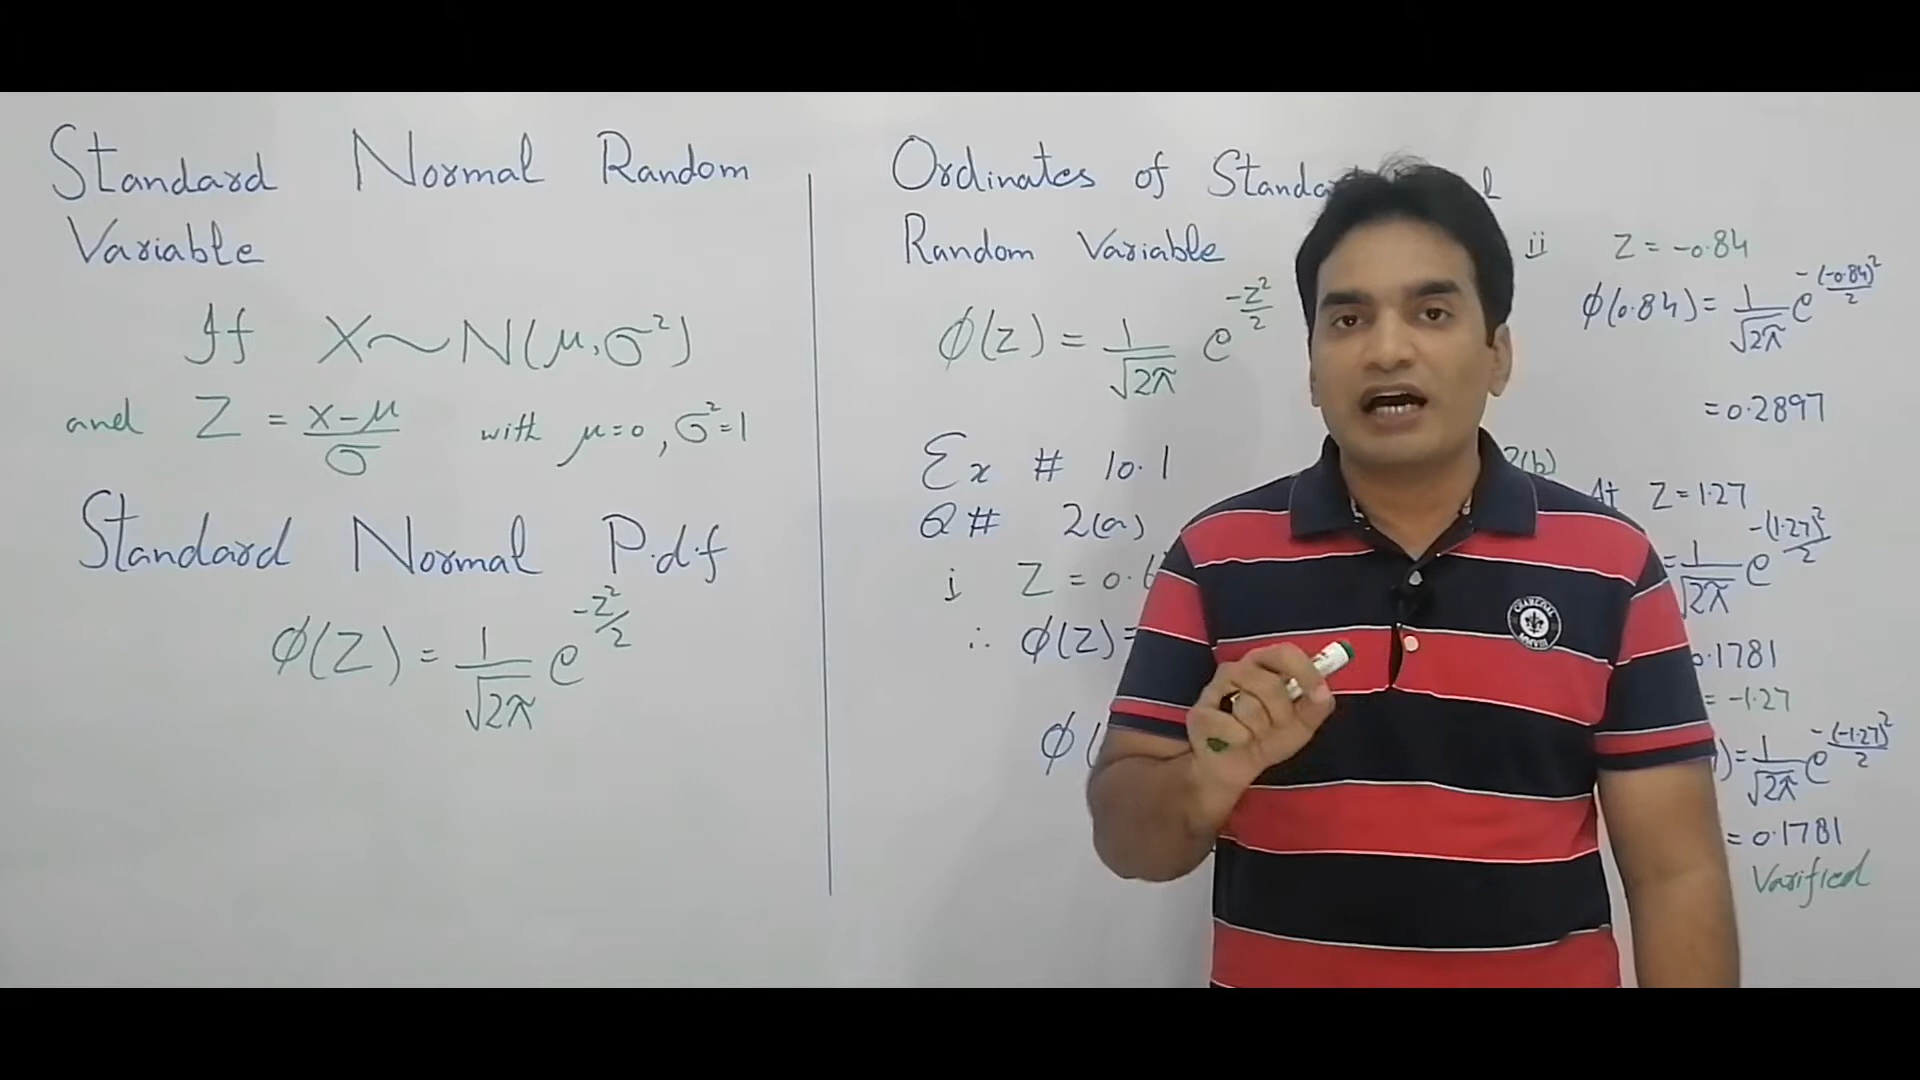 Standard Normal Random
Variable
If X~N(μ,σ²)
and Z = x-μ/σ with μ=0, σ²=1
Standard Normal P.d.f
ϕ(Z) = 1/√2π e^-Z²/2
Ordinates of
Random Variable
ϕ(Z) = 1/√2π e^-Z²/2
Ex # 10.1
Q# 2(a)
i Z = 0.6
∴ ϕ(Z)=
ϕ(
ii Z = -0.84
ϕ(0.84) = 1/√2π e^-(-0.84)²/2
= 0.2897
2(b)
At Z = 1.27
= 1/√2π e^-(1.27)²/2
0.1781
= -1.27
) = 1/√2π e^-(-1.27)²/2
= 0.1781
Varified
CHARCOAL